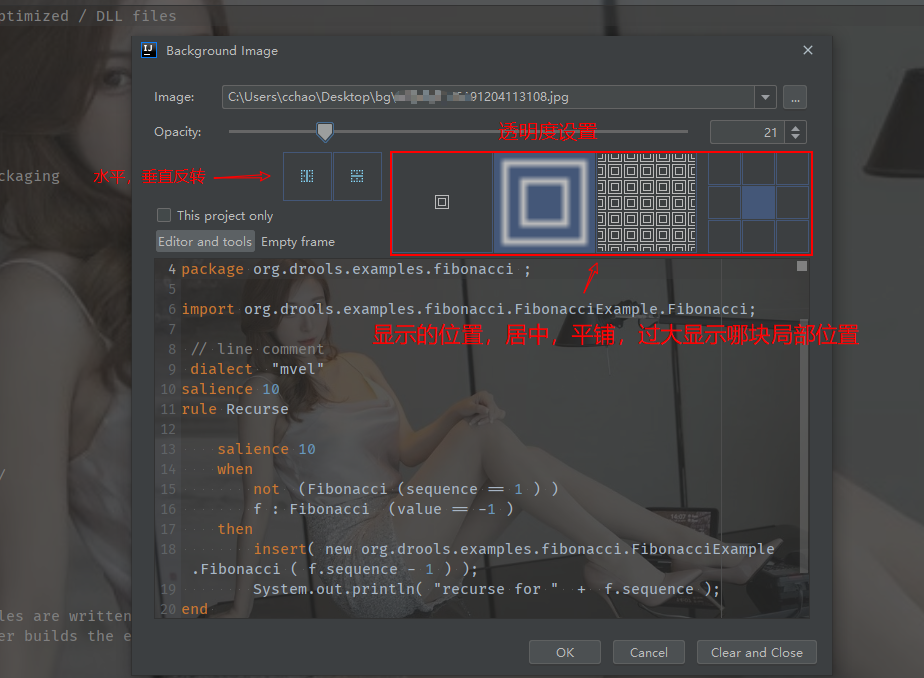 ptimized / DLL files
Background Image
Image:
C:\Users\cchao\Desktop\bg\ 91204113108.jpg
...
Opacity:
透明度设置
21
ckaging
水平，垂直反转
This project only
Editor and tools Empty frame
4 package org.drools.examples.fibonacci ;
5
6 import org.drools.examples.fibonacci.FibonacciExample.Fibonacci;
显示的位置，居中，平铺，过大显示哪块局部位置
7
8 // line comment
9 dialect "mvel"
10 salience 10
11 rule Recurse
12
13 salience 10
/
14 when
15 not (Fibonacci (sequence == 1 ) )
16 f : Fibonacci (value == -1 )
17 then
18 insert( new org.drools.examples.fibonacci.FibonacciExample
.Fibonacci ( f.sequence - 1 ) );
19 System.out.println( "recurse for " + f.sequence );
20 end
les are written
er builds the e
OK Cancel Clear and Close